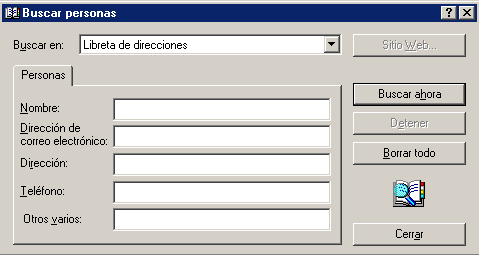 Buscar personas
Buscar en: Libreta de direcciones
Sitio Web...
Personas
Nombre:
Dirección de
correo electrónico:
Dirección:
Teléfono:
Otros varios:
Buscar ahora
Detener
Borrar todo
Cerrar